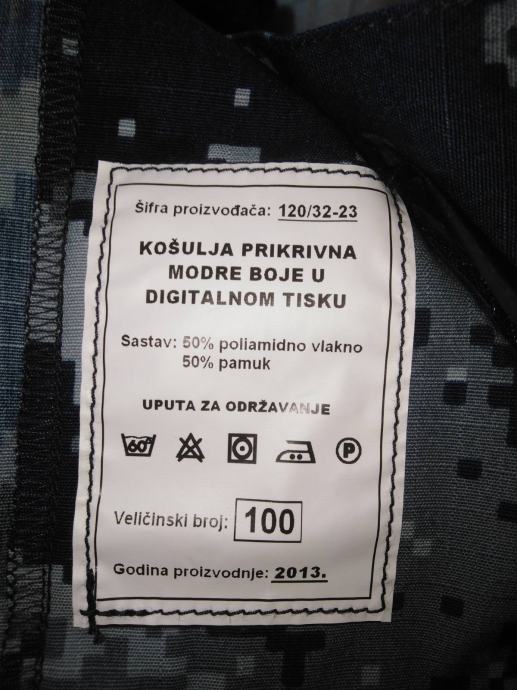 Šifra proizvođača: 120/32-23
KOŠULJA PRIKRIVNA
MODRE BOJE U
DIGITALNOM TISKU
Sastav: 50% poliamidno vlakno
50% pamuk
UPUTA ZA ODRŽAVANJE
60° P
Veličinski broj: 100
Godina proizvodnje: 2013.